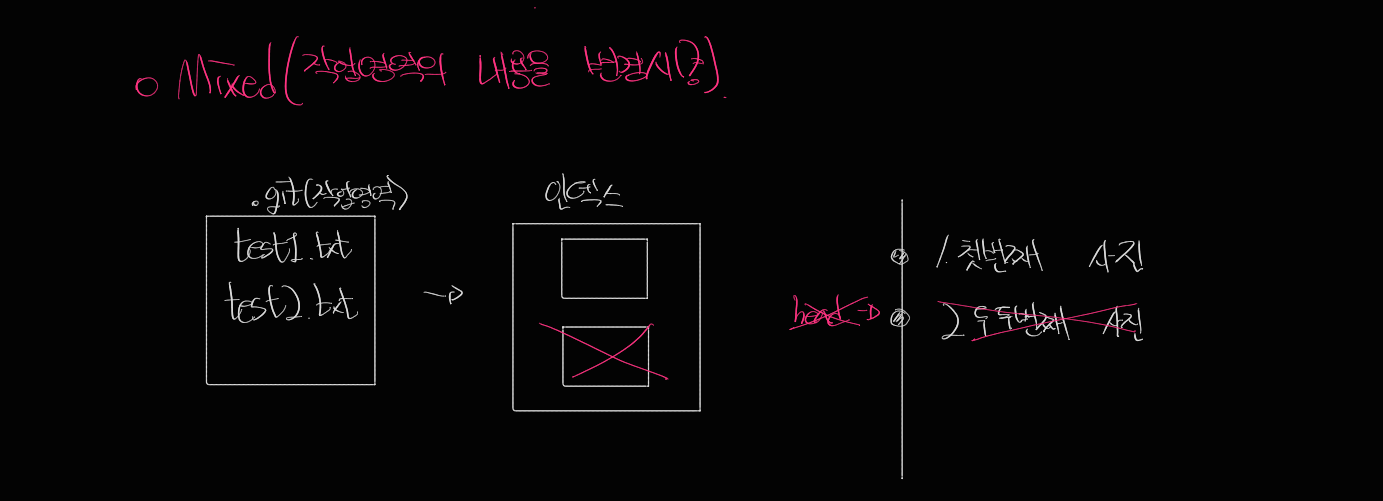 o Mixed(작업영역의 내용을 변경시?)
.git(작업영역)
인덱스
test1.txt
test2.txt
1. 첫번째 사진
head
2 두번째 사진